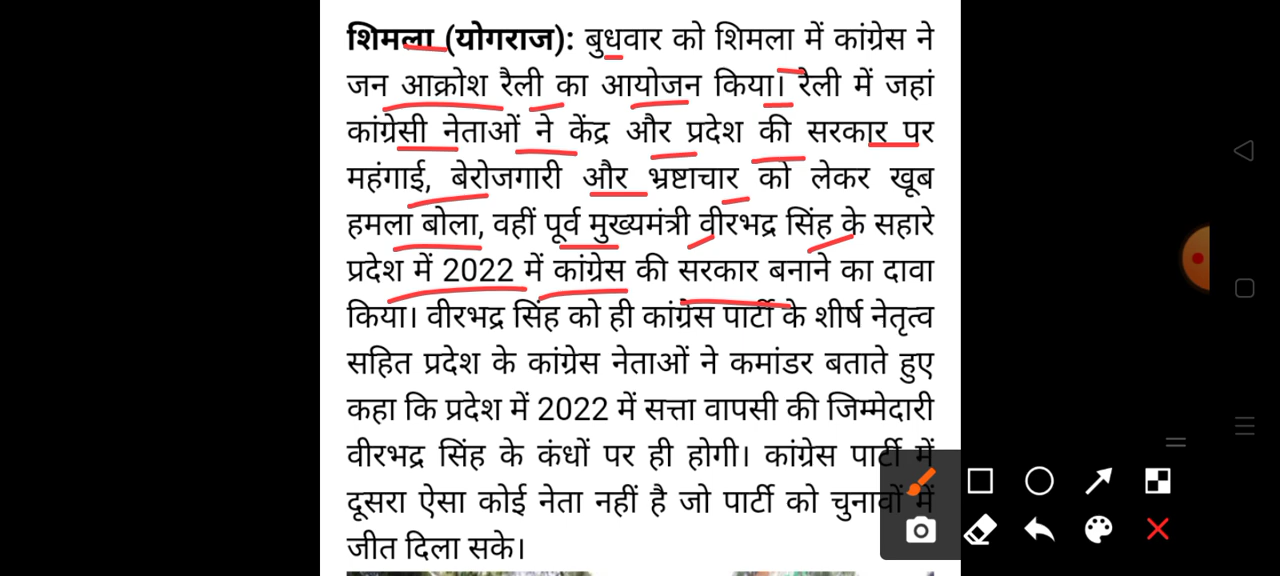 शिमला (योगराज): बुधवार को शिमला में कांग्रेस ने
जन आक्रोश रैली का आयोजन किया। रैली में जहां
कांग्रेसी नेताओं ने केंद्र और प्रदेश की सरकार पर
महंगाई, बेरोजगारी और भ्रष्टाचार को लेकर खूब
हमला बोला, वहीं पूर्व मुख्यमंत्री वीरभद्र सिंह के सहारे
प्रदेश में 2022 में कांग्रेस की सरकार बनाने का दावा
किया। वीरभद्र सिंह को ही कांग्रेस पार्टी के शीर्ष नेतृत्व
सहित प्रदेश के कांग्रेस नेताओं ने कमांडर बताते हुए
कहा कि प्रदेश में 2022 में सत्ता वापसी की जिम्मेदारी
वीरभद्र सिंह के कंधों पर ही होगी। कांग्रेस पार्टी में
दूसरा ऐसा कोई नेता नहीं है जो पार्टी को चुनावों में
जीत दिला सके।